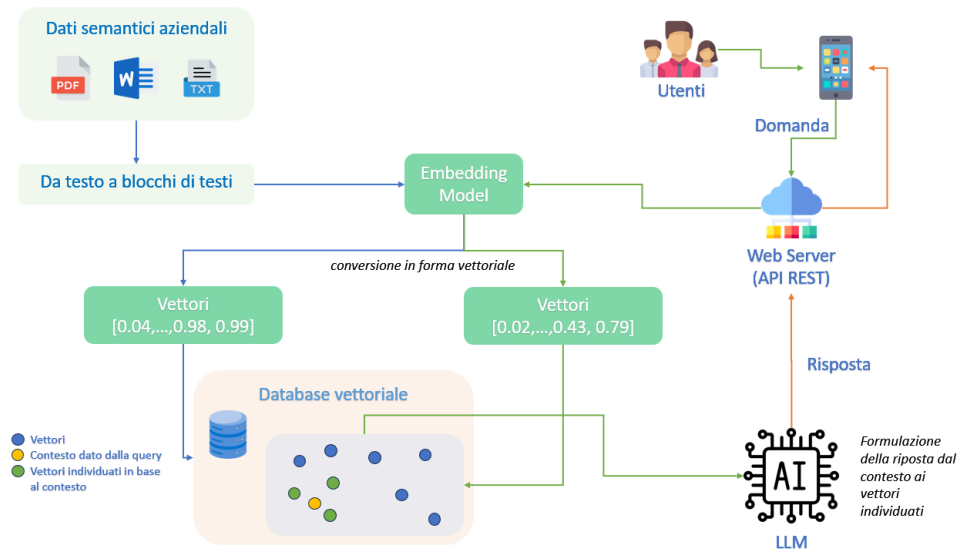 Dati semantici aziendali
PDF
W
TXT
Da testo a blocchi di testi
Utenti
Domanda
Embedding
Model
Web Server
(API REST)
conversione in forma vettoriale
Vettori
[0.04,...,0.98, 0.99]
Vettori
[0.02,...,0.43, 0.79]
Risposta
Database vettoriale
Vettori
Contesto dato dalla query
Vettori individuati in base
al contesto
AI
LLM
Formulazione
della riposta dal
contesto ai
vettori
individuati